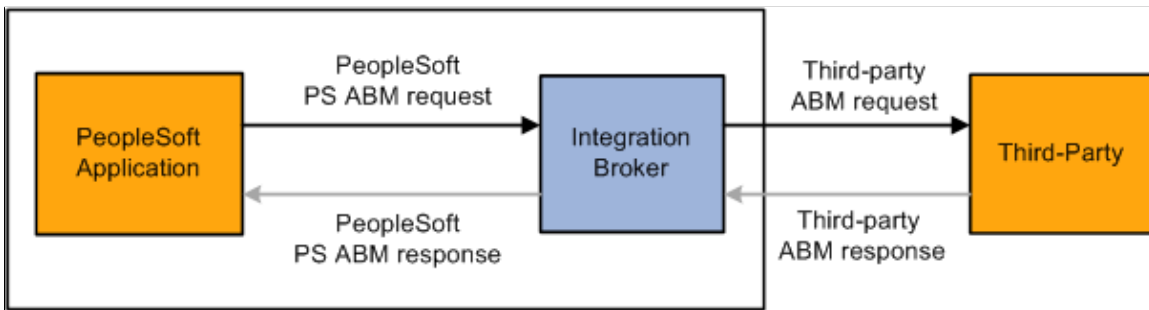 PeopleSoft
PS ABM request
Third-party
ABM request
PeopleSoft
Application
Integration
Broker
Third-Party
PeopleSoft
PS ABM response
Third-party
ABM response